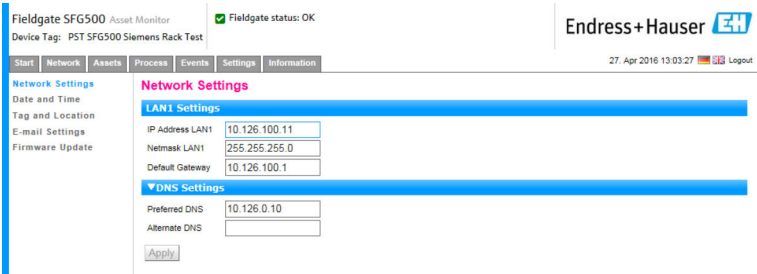 Fieldgate SFG500 Asset Monitor
Fieldgate status: OK
Device Tag: PST SFG500 Siemens Rack Test
Endress+Hauser EH
Start Network Assets Process Events Settings Information
27. Apr 2016 13:03:27 Logout
Network Settings
Date and Time
Tag and Location
E-mail Settings
Firmware Update
Network Settings
LAN1 Settings
IP Address LAN1 10.126.100.11
Netmask LAN1 255.255.255.0
Default Gateway 10.126.100.1
▼DNS Settings
Preferred DNS 10.126.0.10
Alternate DNS
Apply